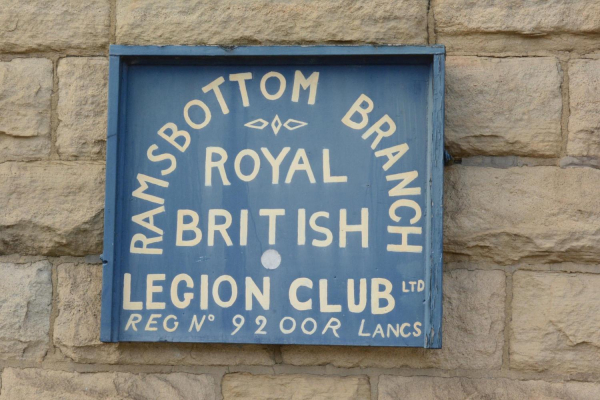 RAMSBOTTOM BRANCH
ROYAL
BRITISH
LEGION CLUB LTD
REG Nº 9200R LANCS